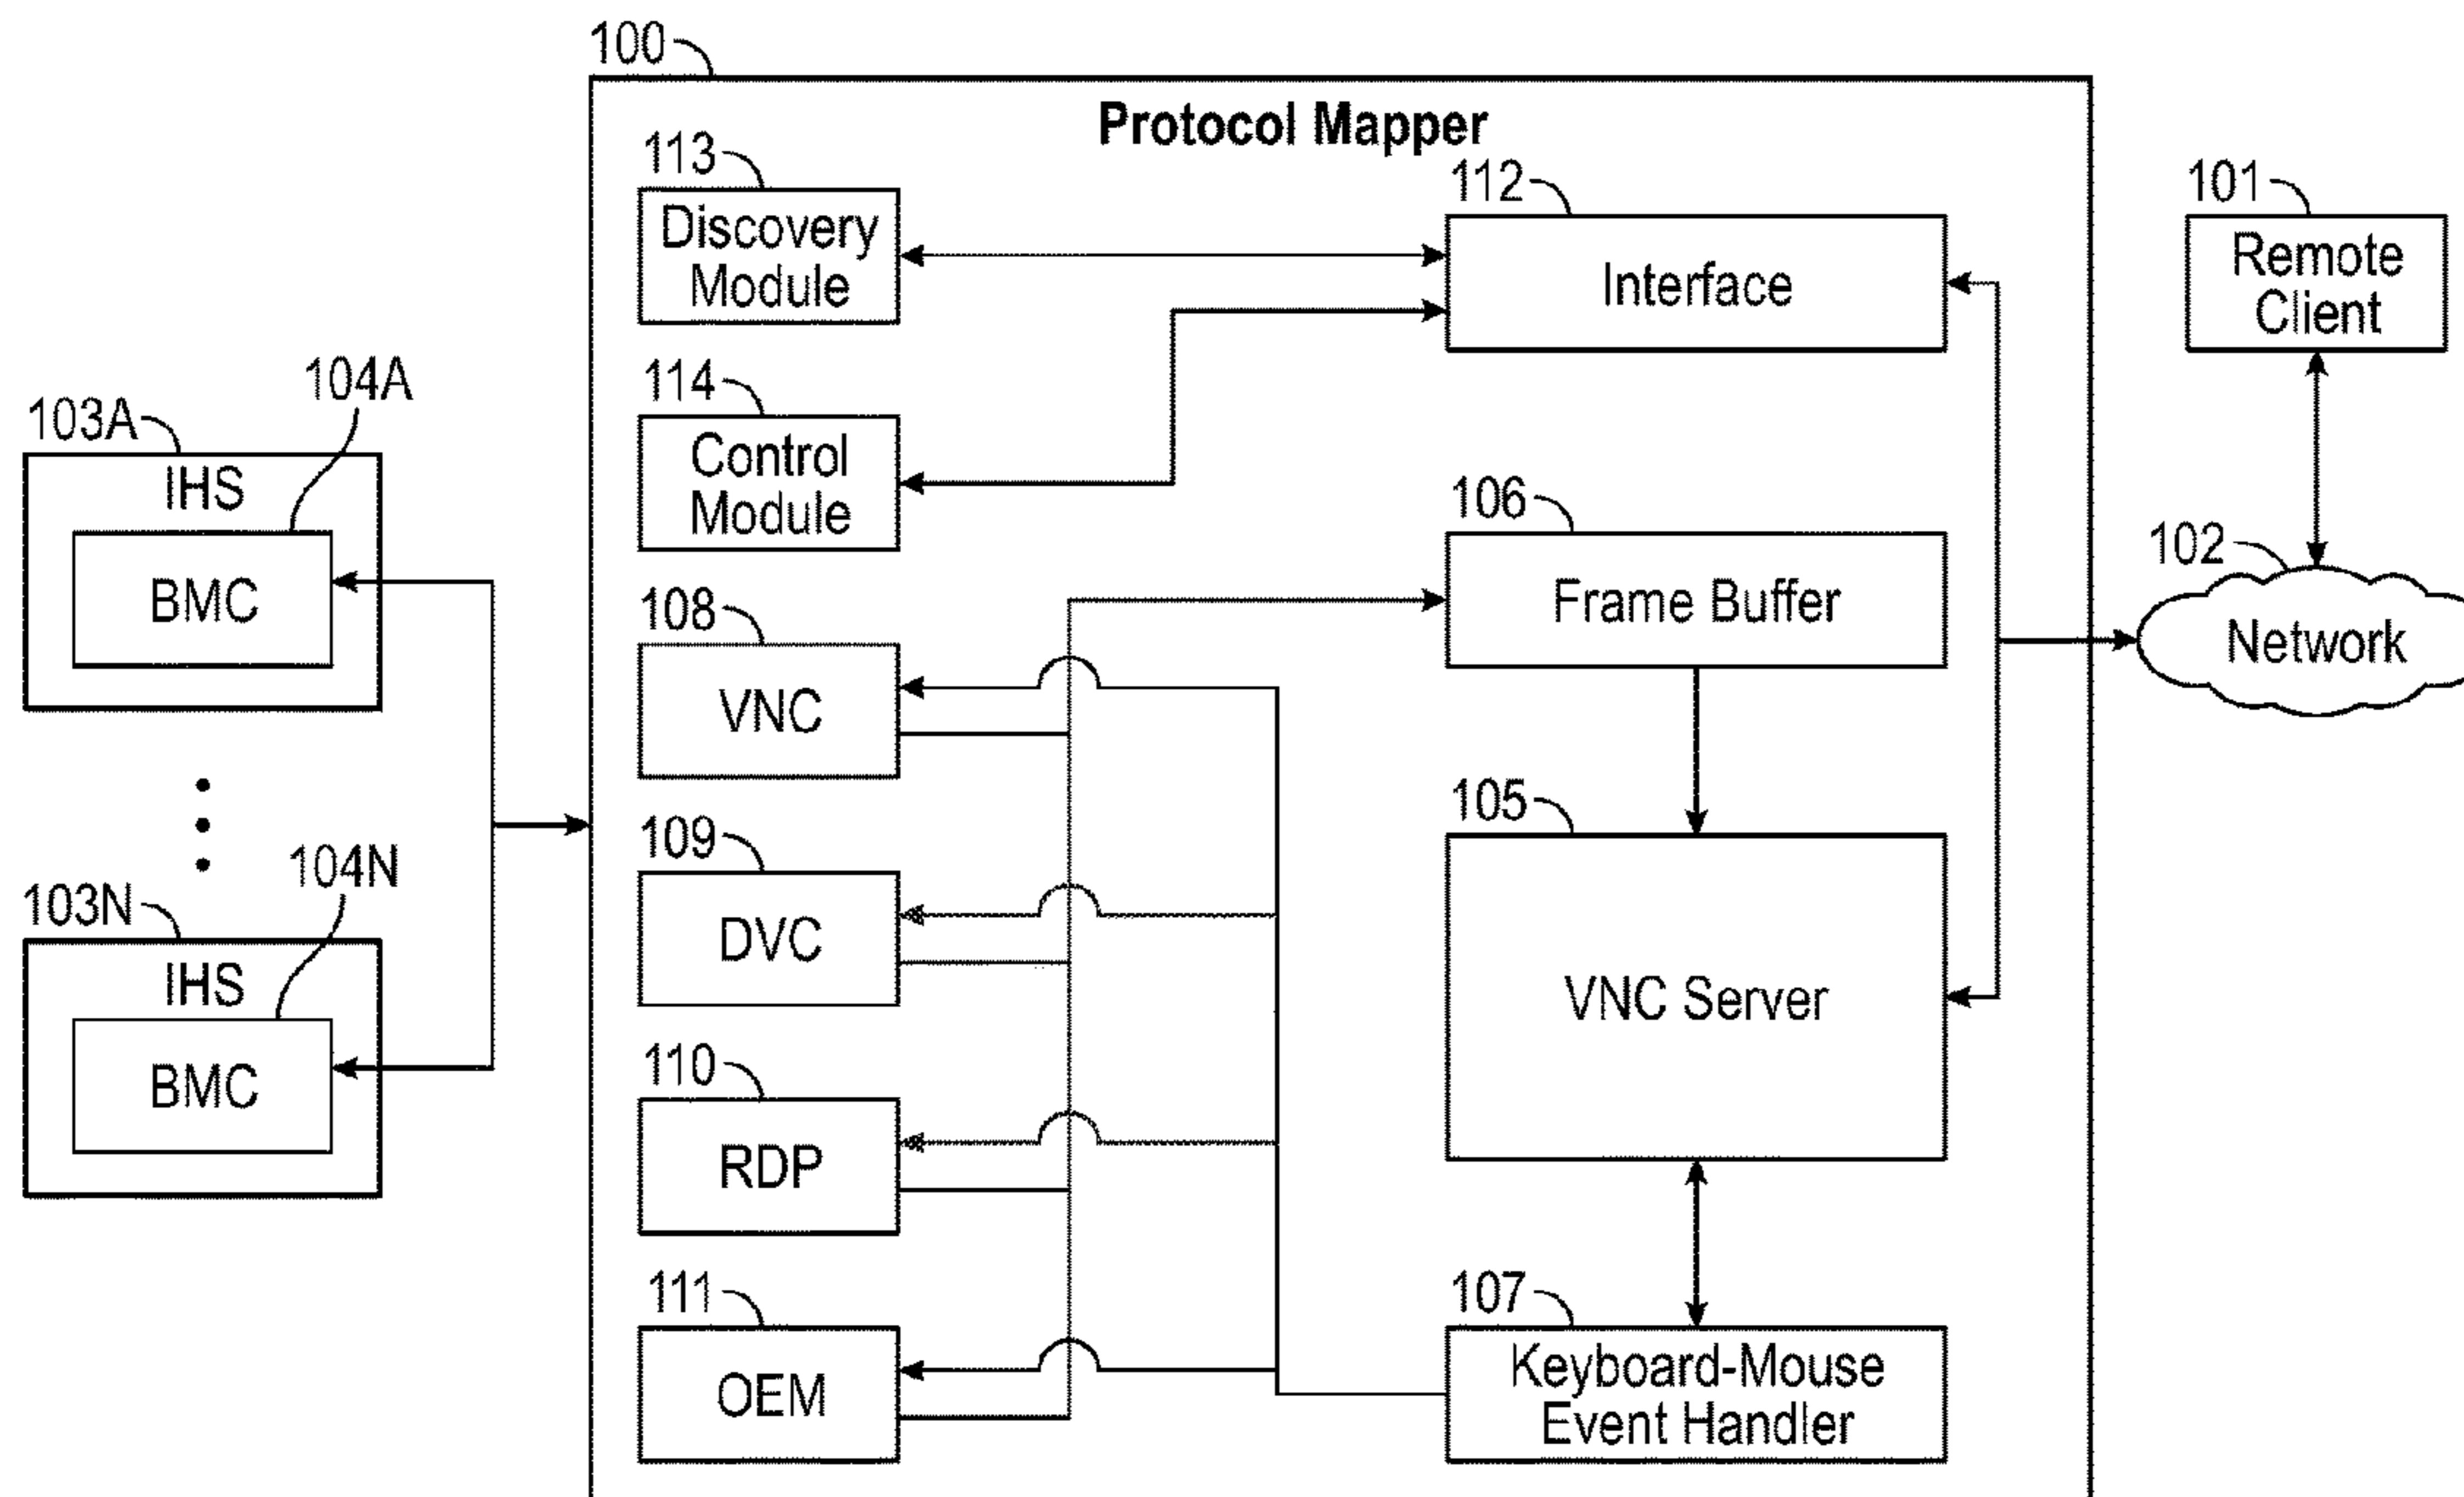 100
Protocol Mapper
113
Discovery
Module
112
Interface
101
Remote
Client
114
Control
Module
103A
104A
IHS
BMC
106
Frame Buffer
102
Network
108
VNC
105
VNC Server
109
DVC
103N
104N
IHS
BMC
110
RDP
111
OEM
107
Keyboard-Mouse
Event Handler